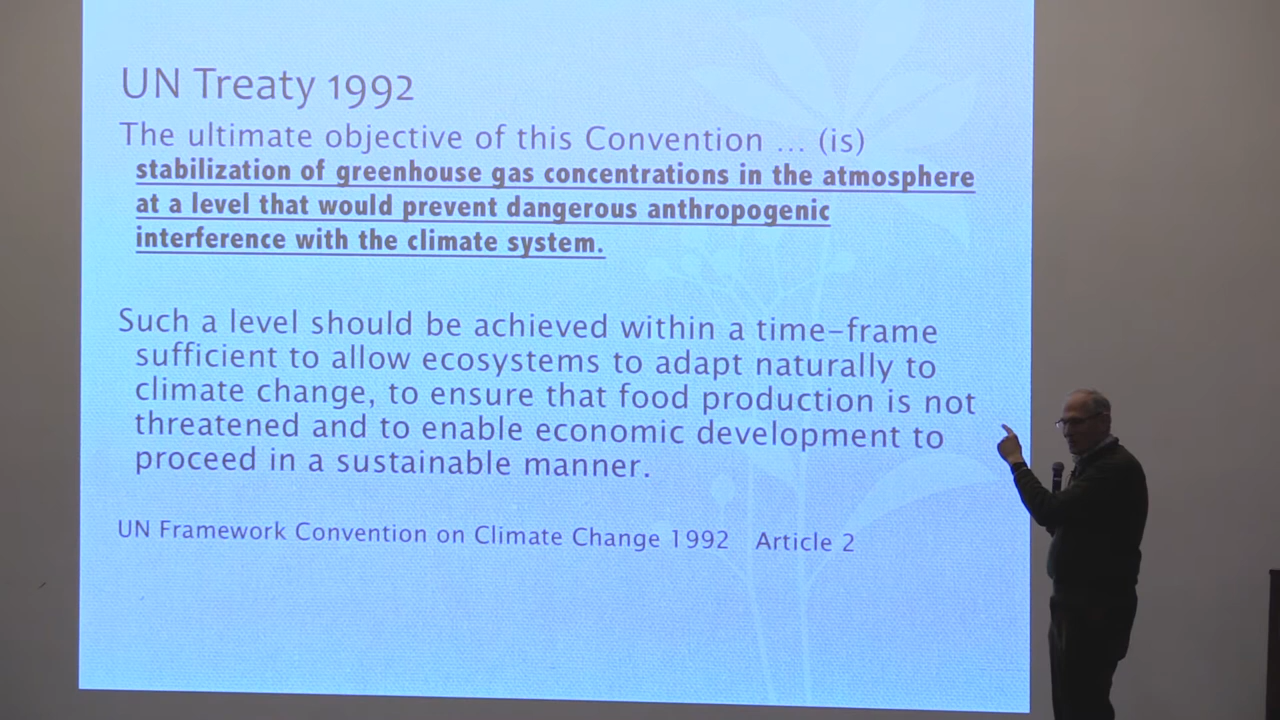 UN Treaty 1992
The ultimate objective of this Convention ... (is)
stabilization of greenhouse gas concentrations in the atmosphere
at a level that would prevent dangerous anthropogenic
interference with the climate system.
Such a level should be achieved within a time-frame
sufficient to allow ecosystems to adapt naturally to
climate change, to ensure that food production is not
threatened and to enable economic development to
proceed in a sustainable manner.
UN Framework Convention on Climate Change 1992 Article 2